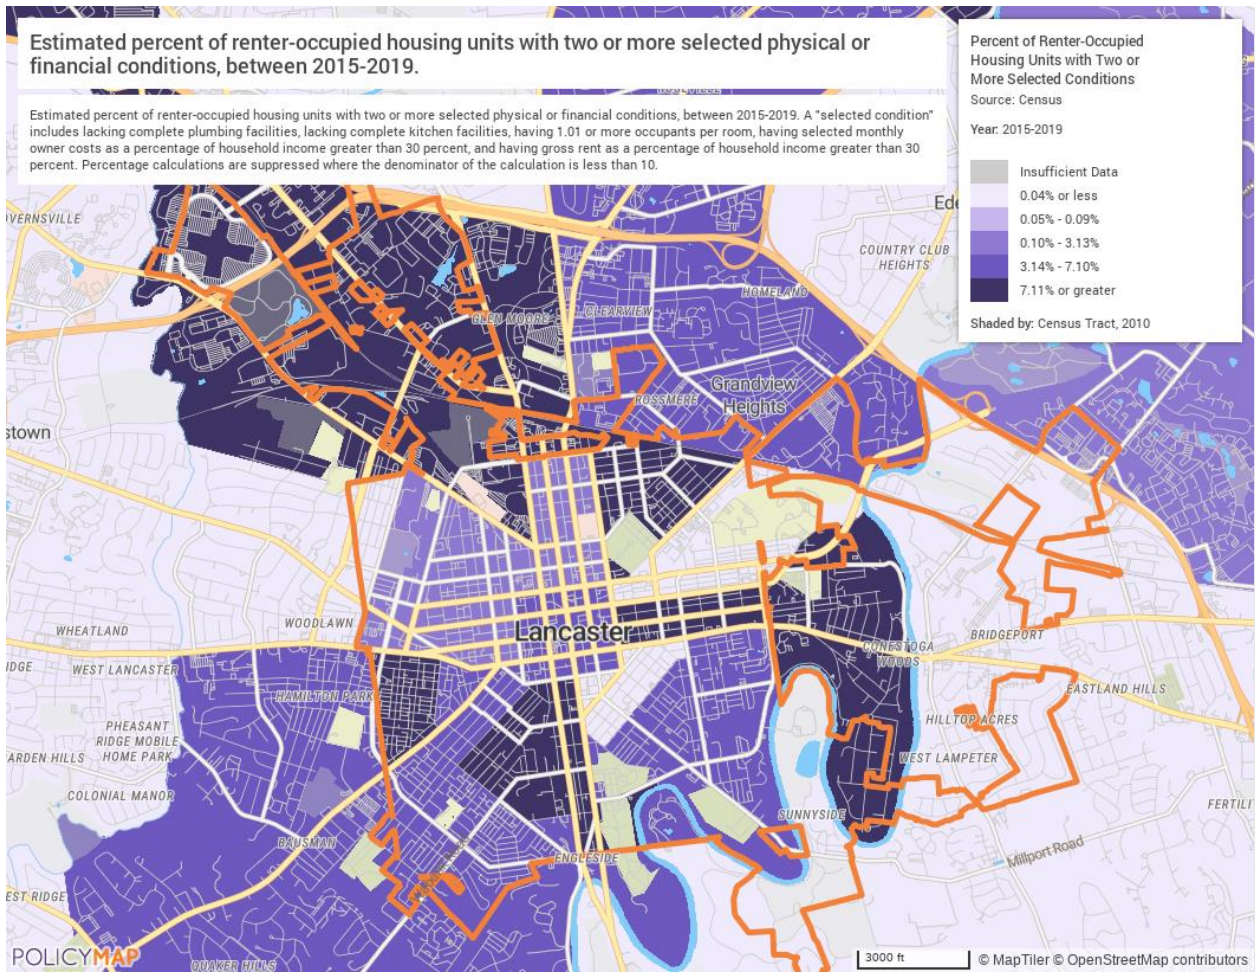 Estimated percent of renter-occupied housing units with two or more selected physical or
financial conditions, between 2015-2019.
Estimated percent of renter-occupied housing units with two or more selected physical or financial conditions, between 2015-2019. A "selected condition"
includes lacking complete plumbing facilities, lacking complete kitchen facilities, having 1.01 or more occupants per room, having selected monthly
owner costs as a percentage of household income greater than 30 percent, and having gross rent as a percentage of household income greater than 30
percent. Percentage calculations are suppressed where the denominator of the calculation is less than 10.
Percent of Renter-Occupied
Housing Units with Two or
More Selected Conditions
Source: Census
Year: 2015-2019
Insufficient Data
0.04% or less
0.05% - 0.09%
0.10% - 3.13%
3.14% - 7.10%
7.11% or greater
Shaded by: Census Tract, 2010
OVERNSVILLE
Ede
COUNTRY CLUB
HEIGHTS
HOMELAND
GLEN MOORE
CLEARVIEW
Grandview
Heights
ROSSMERE
stown
WHEATLAND
WOODLAWN
Lancaster
BRIDGEPORT
IDGE
WEST LANCASTER
CONESTOGA
WOODS
HAMILTON PARK
EASTLAND HILLS
PHEASANT
RIDGE MOBILE
HOME PARK
HILLTOP ACRES
ARDEN HILLS
WEST LAMPETER
COLONIAL MANOR
SUNNYSIDE
FERTILI
BAUSMAN
ENGLESIDE
Millport Road
EST RIDGE
QUAKER HILLS
POLICYMAP
3000 ft
© MapTiler © OpenStreetMap contributors